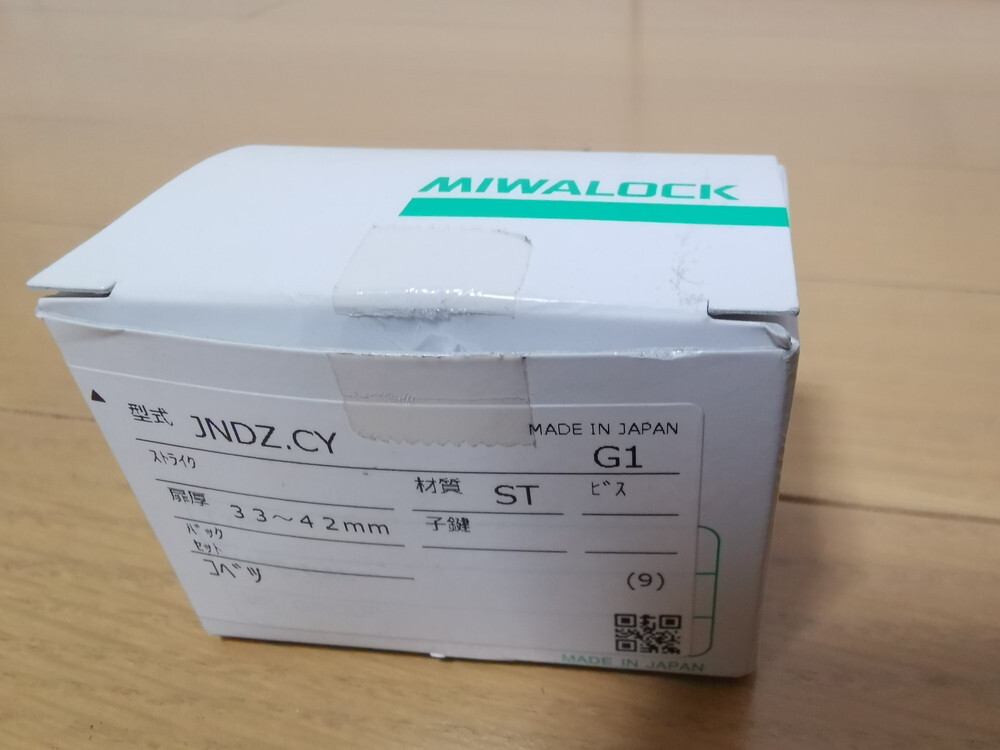 MIWALOCK
型式 JNDZ.CY
MADE IN JAPAN
ストライク
G1
扉厚 33～42mm
材質 ST
ビス
バックセット
子鍵
コベツ
(9)
MADE IN JAPAN